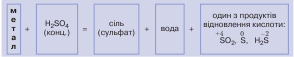 метал + H₂SO₄ (конц.) = сіль (сульфат) + вода + один з продуктів відновлення кислоти:
+4 0 −2
SO₂, S, H₂S